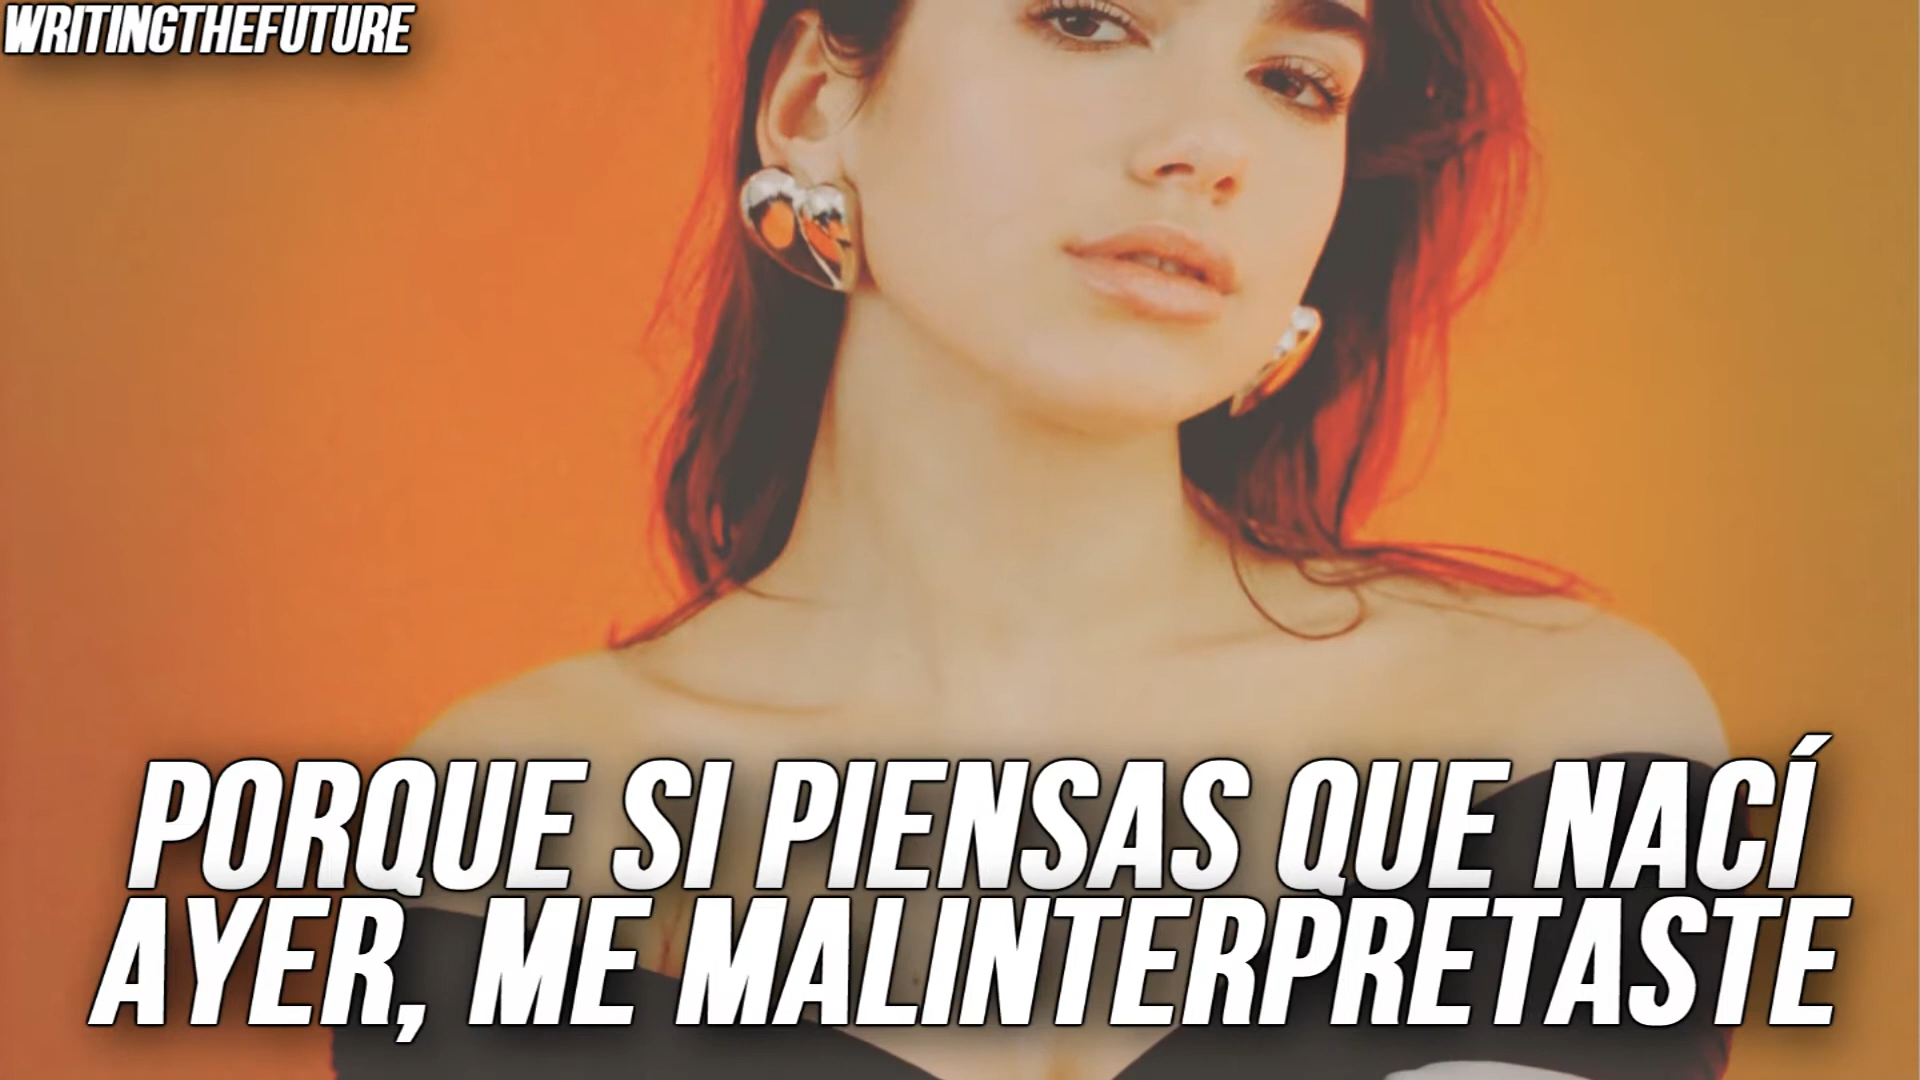 WRITINGTHEFUTURE
PORQUE SI PIENSAS QUE NACÍ
AYER, ME MALINTERPRETASTE